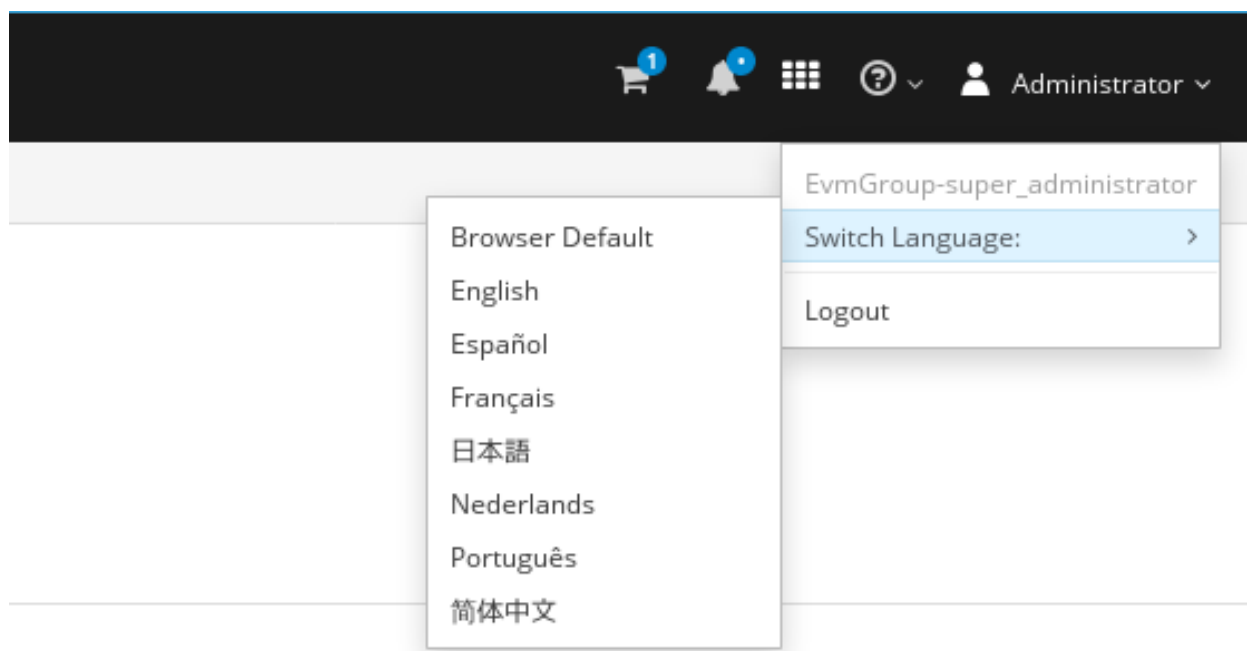 1
Administrator
EvmGroup-super_administrator
Switch Language:
Logout
Browser Default
English
Español
Français
日本語
Nederlands
Português
简体中文